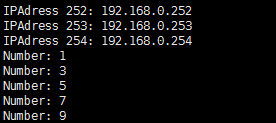 IPAdress 252: 192.168.0.252
IPAdress 253: 192.168.0.253
IPAdress 254: 192.168.0.254
Number: 1
Number: 3
Number: 5
Number: 7
Number: 9